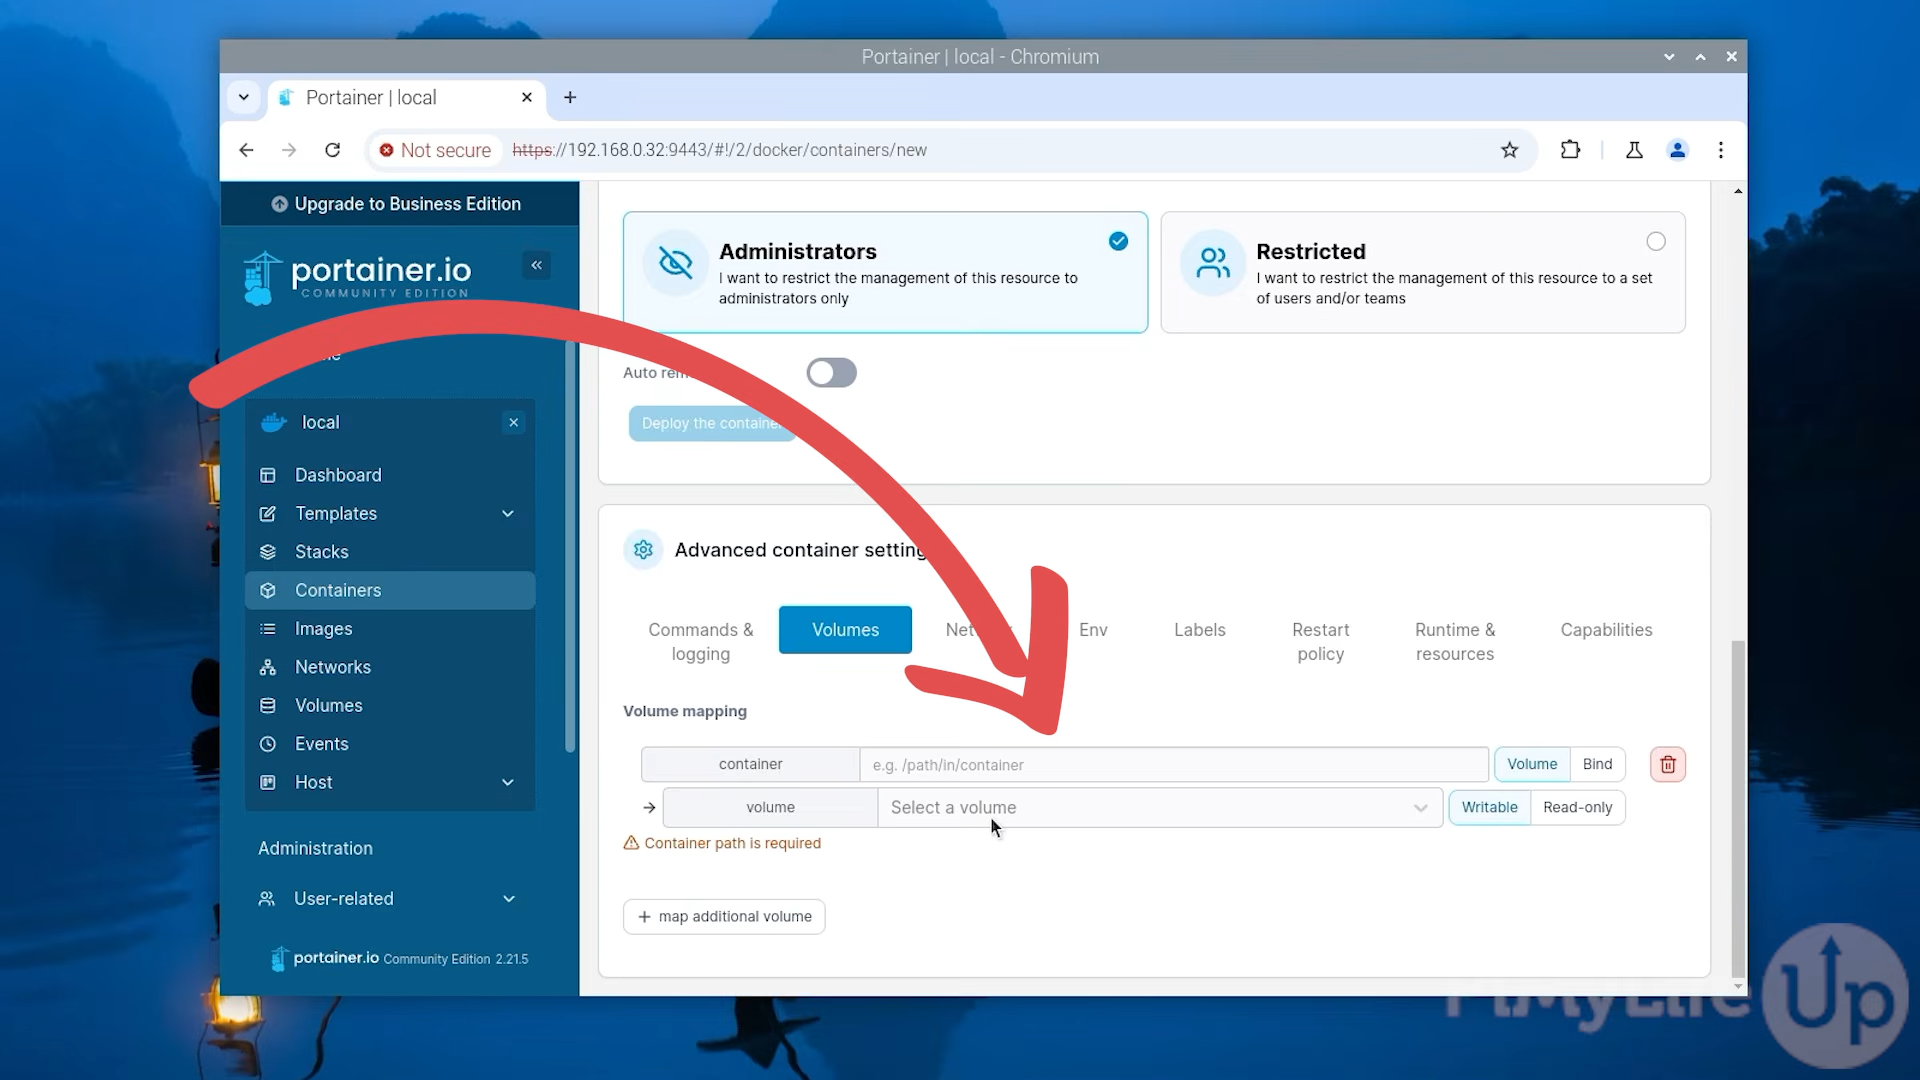 Portainer | local - Chromium
Portainer | local
Not secure
https://192.168.0.32:9443/#!/2/docker/containers/new
Upgrade to Business Edition
portainer.io
COMMUNITY EDITION
local
Dashboard
Templates
Stacks
Containers
Images
Networks
Volumes
Events
Host
Administration
User-related
portainer.io Community Edition 2.21.5
Administrators
I want to restrict the management of this resource to
administrators only
Restricted
I want to restrict the management of this resource to a set
of users and/or teams
Auto
Deploy the container
Advanced container setting
Commands &
logging
Volumes
Env
Labels
Restart
policy
Runtime &
resources
Capabilities
Volume mapping
container
e.g. /path/in/container
Volume
Bind
volume
Select a volume
Writable
Read-only
Container path is required
+ map additional volume
PiMyLife
Up